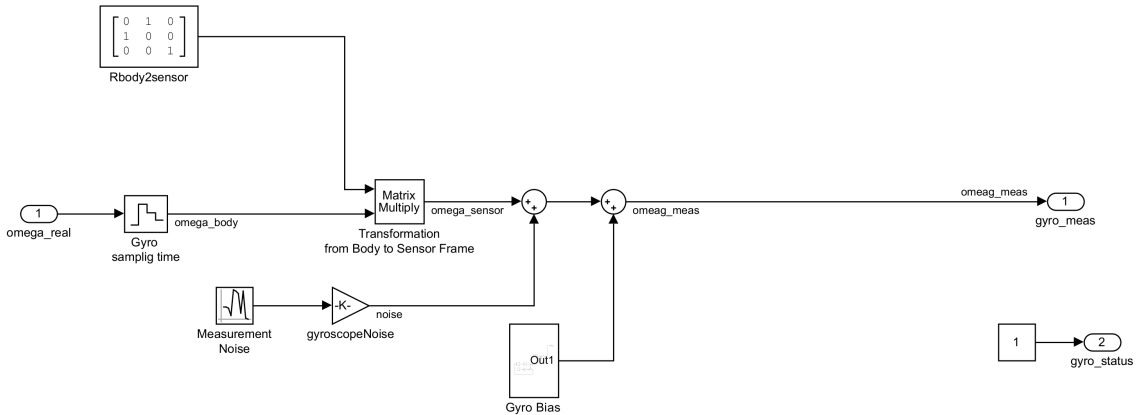 0 1 0
1 0 0
0 0 1
Rbody2sensor
1
omega_real
Gyro
samplig time
omega_body
Matrix
Multiply
Transformation
from Body to Sensor Frame
omega_sensor
+
+
+
+
omeag_meas
omeag_meas
1
gyro_meas
Measurement
Noise
-K-
gyroscopeNoise
noise
Out1
Gyro Bias
1
2
gyro_status